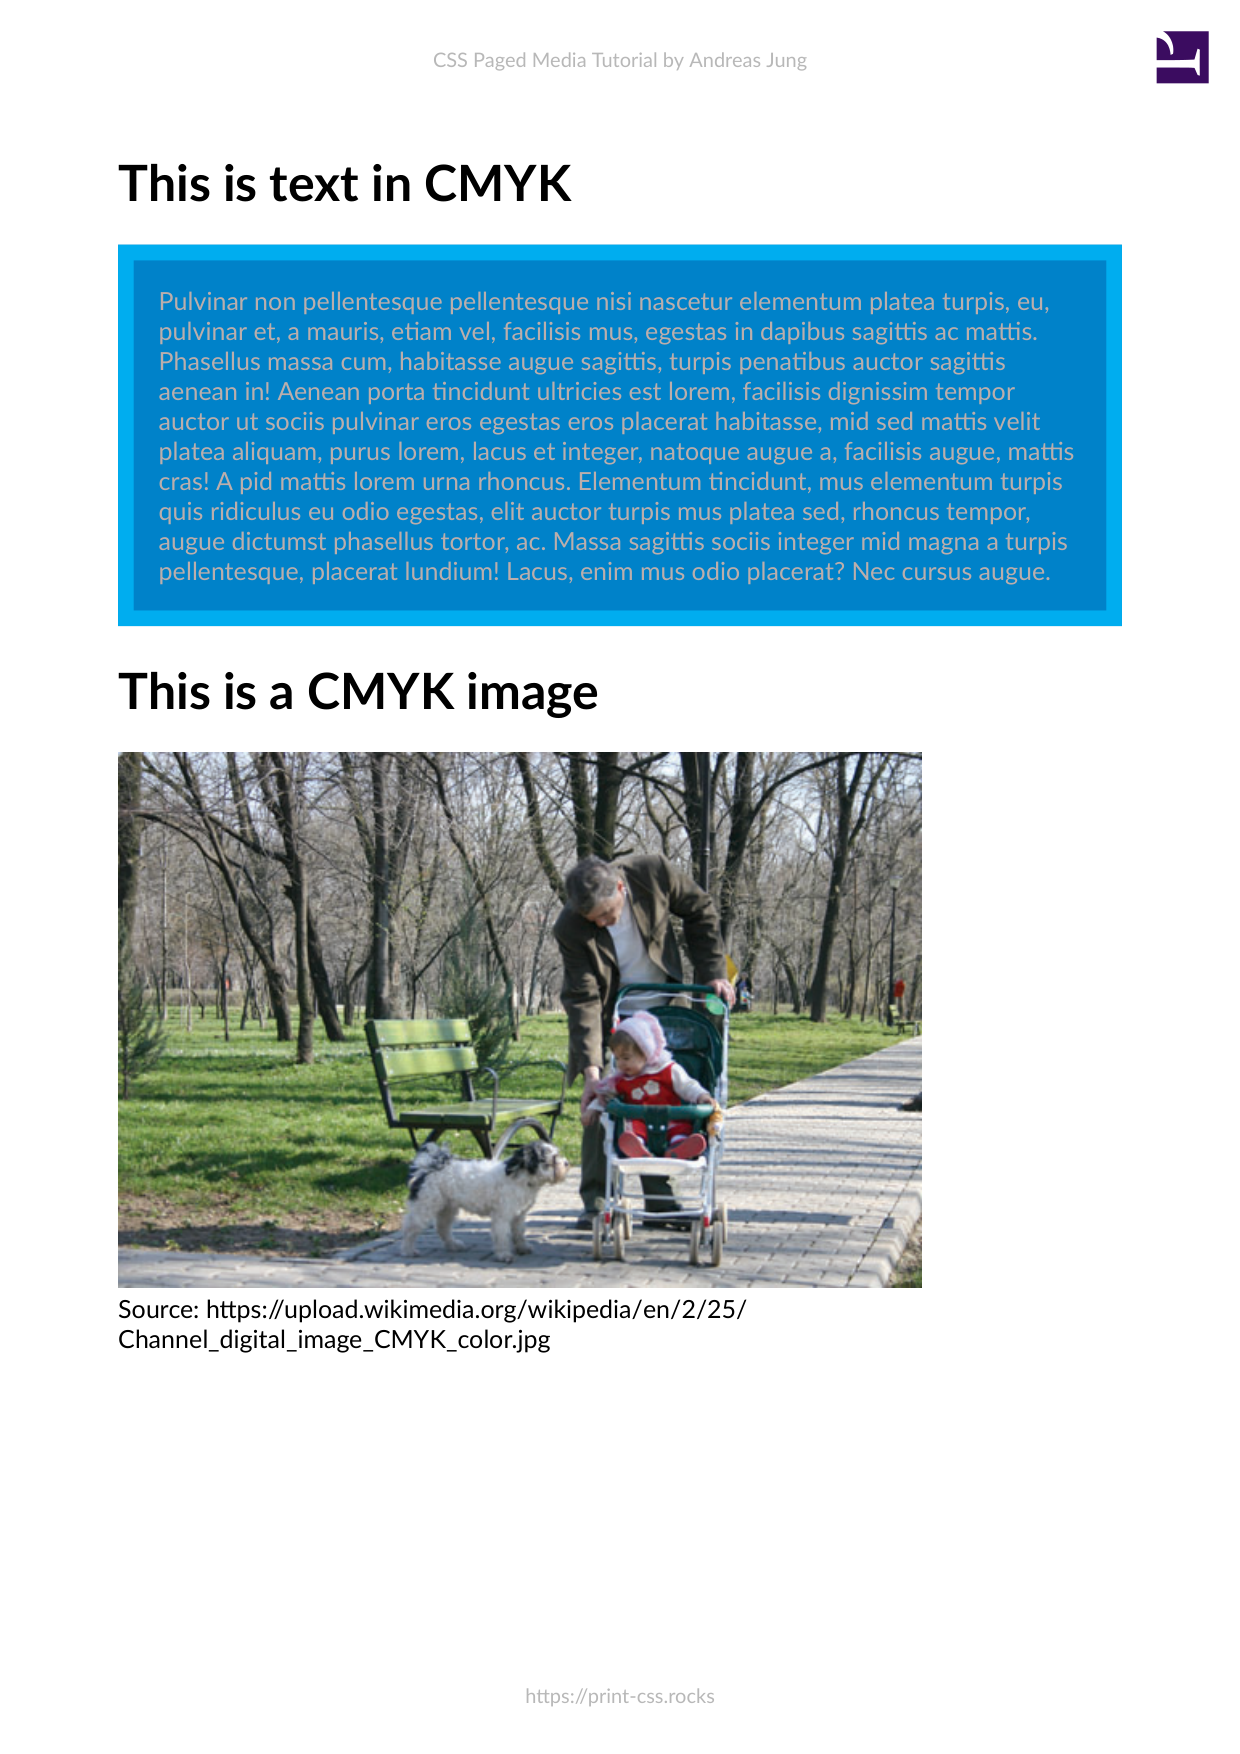 CSS Paged Media Tutorial by Andreas Jung
This is text in CMYK
Pulvinar non pellentesque pellentesque nisi nascetur elementum platea turpis, eu,
pulvinar et, a mauris, etiam vel, facilisis mus, egestas in dapibus sagittis ac mattis.
Phasellus massa cum, habitasse augue sagittis, turpis penatibus auctor sagittis
aenean in! Aenean porta tincidunt ultricies est lorem, facilisis dignissim tempor
auctor ut sociis pulvinar eros egestas eros placerat habitasse, mid sed mattis velit
platea aliquam, purus lorem, lacus et integer, natoque augue a, facilisis augue, mattis
cras! A pid mattis lorem urna rhoncus. Elementum tincidunt, mus elementum turpis
quis ridiculus eu odio egestas, elit auctor turpis mus platea sed, rhoncus tempor,
augue dictumst phasellus tortor, ac. Massa sagittis sociis integer mid magna a turpis
pellentesque, placerat lundium! Lacus, enim mus odio placerat? Nec cursus augue.
This is a CMYK image
Source: https://upload.wikimedia.org/wikipedia/en/2/25/
Channel_digital_image_CMYK_color.jpg
https://print-css.rocks